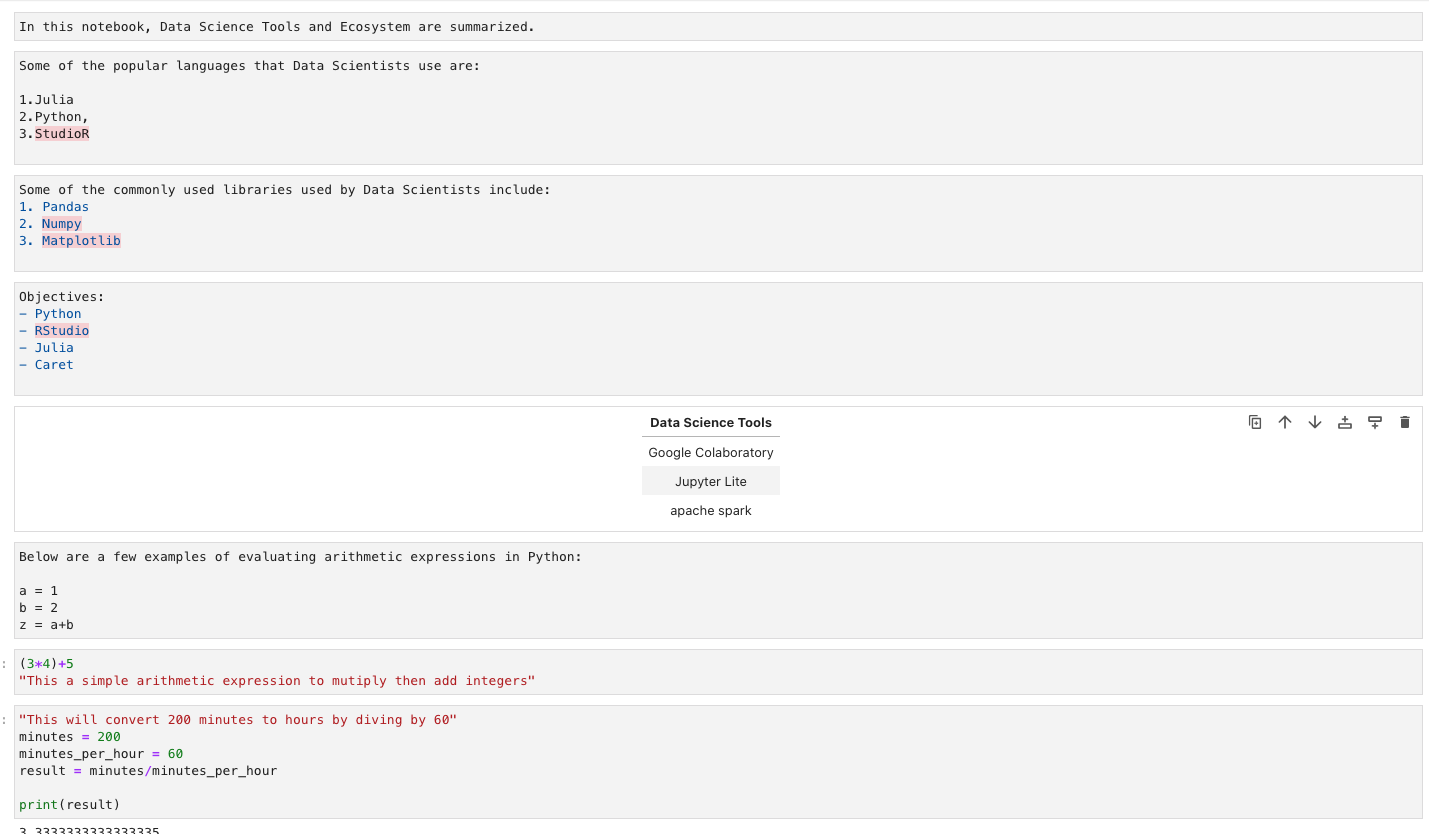 In this notebook, Data Science Tools and Ecosystem are summarized.
Some of the popular languages that Data Scientists use are:
1.Julia
2.Python,
3.StudioR
Some of the commonly used libraries used by Data Scientists include:
1. Pandas
2. Numpy
3. Matplotlib
Objectives:
- Python
- RStudio
- Julia
- Caret
Data Science Tools
Google Colaboratory
Jupyter Lite
apache spark
Below are a few examples of evaluating arithmetic expressions in Python:
a = 1
b = 2
z = a+b
: (3*4)+5
"This a simple arithmetic expression to mutiply then add integers"
: "This will convert 200 minutes to hours by diving by 60"
minutes = 200
minutes_per_hour = 60
result = minutes/minutes_per_hour
print(result)
3.3333333333333335